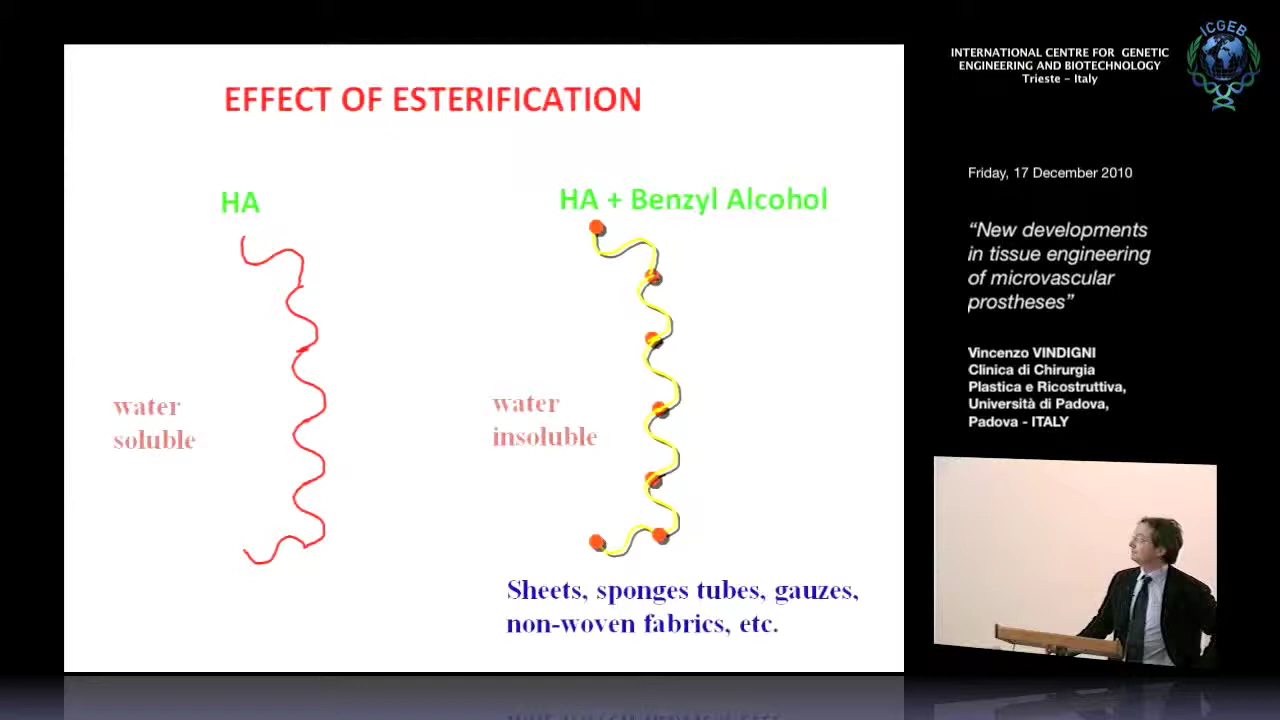 EFFECT OF ESTERIFICATION
HA
HA + Benzyl Alcohol
water
soluble
water
insoluble
Sheets, sponges tubes, gauzes,
non-woven fabrics, etc.
INTERNATIONAL CENTRE FOR GENETIC
ENGINEERING AND BIOTECHNOLOGY
Trieste - Italy
ICGEB
Friday, 17 December 2010
“New developments
in tissue engineering
of microvascular
prostheses”
Vincenzo VINDIGNI
Clinica di Chirurgia
Plastica e Ricostruttiva,
Università di Padova,
Padova - ITALY